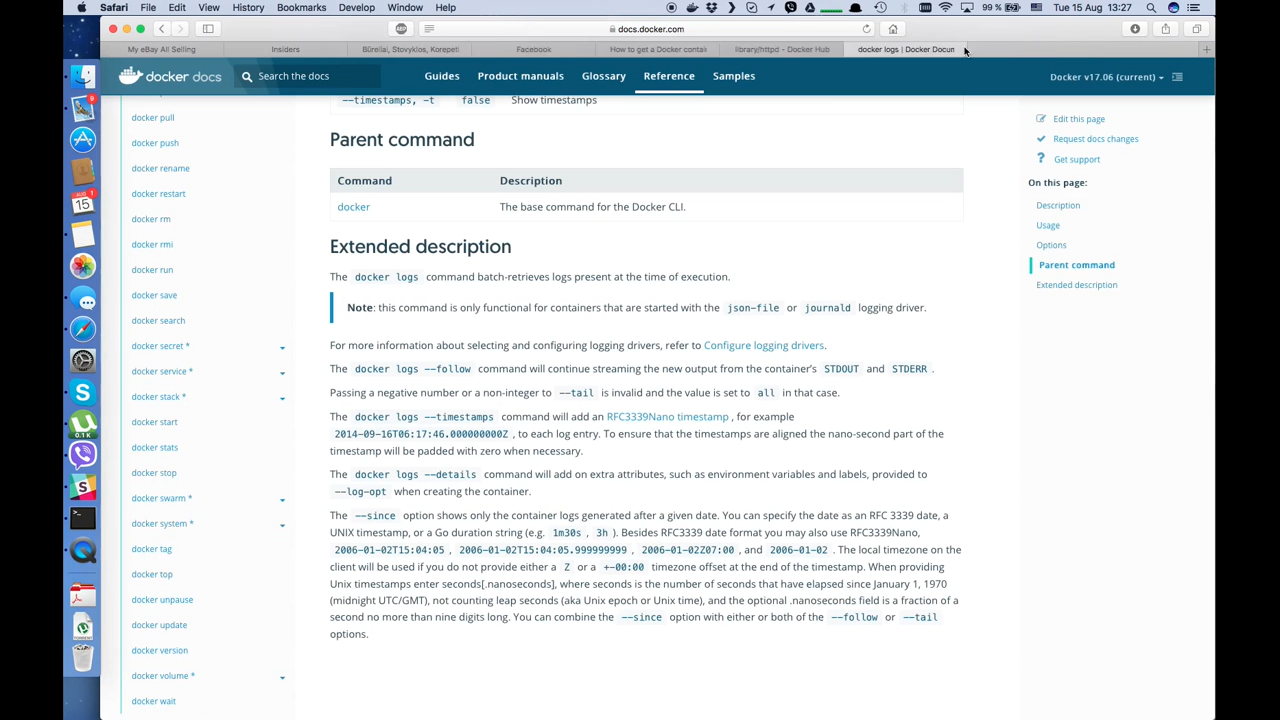 Safari File Edit View History Bookmarks Develop Window Help 99 % Tue 15 Aug 13:27
docs.docker.com
My eBay All Selling Insiders Būreliai, Stovyklos, Korepeti Facebook How to get a Docker contai library/httpd - Docker Hub docker logs | Docker Docun
docker docs Search the docs Guides Product manuals Glossary Reference Samples Docker v17.06 (current)
--timestamps, -t false Show timestamps
docker pull
docker push
docker rename
docker restart
docker rm
docker rmi
docker run
docker save
docker search
docker secret *
docker service *
docker stack *
docker start
docker stats
docker stop
docker swarm *
docker system *
docker tag
docker top
docker unpause
docker update
docker version
docker volume *
docker wait
Parent command
Command Description
docker The base command for the Docker CLI.
Extended description
The docker logs command batch-retrieves logs present at the time of execution.
Note: this command is only functional for containers that are started with the json-file or journald logging driver.
For more information about selecting and configuring logging drivers, refer to Configure logging drivers.
The docker logs --follow command will continue streaming the new output from the container's STDOUT and STDERR .
Passing a negative number or a non-integer to --tail is invalid and the value is set to all in that case.
The docker logs --timestamps command will add an RFC3339Nano timestamp , for example
2014-09-16T06:17:46.000000000Z , to each log entry. To ensure that the timestamps are aligned the nano-second part of the
timestamp will be padded with zero when necessary.
The docker logs --details command will add on extra attributes, such as environment variables and labels, provided to
--log-opt when creating the container.
The --since option shows only the container logs generated after a given date. You can specify the date as an RFC 3339 date, a
UNIX timestamp, or a Go duration string (e.g. 1m30s , 3h ). Besides RFC3339 date format you may also use RFC3339Nano,
2006-01-02T15:04:05 , 2006-01-02T15:04:05.999999999 , 2006-01-02Z07:00 , and 2006-01-02 . The local timezone on the
client will be used if you do not provide either a Z or a +-00:00 timezone offset at the end of the timestamp. When providing
Unix timestamps enter seconds[.nanoseconds], where seconds is the number of seconds that have elapsed since January 1, 1970
(midnight UTC/GMT), not counting leap seconds (aka Unix epoch or Unix time), and the optional .nanoseconds field is a fraction of a
second no more than nine digits long. You can combine the --since option with either or both of the --follow or --tail
options.
Edit this page
Request docs changes
Get support
On this page:
Description
Usage
Options
Parent command
Extended description
9
AUG 1
15
0.1 K